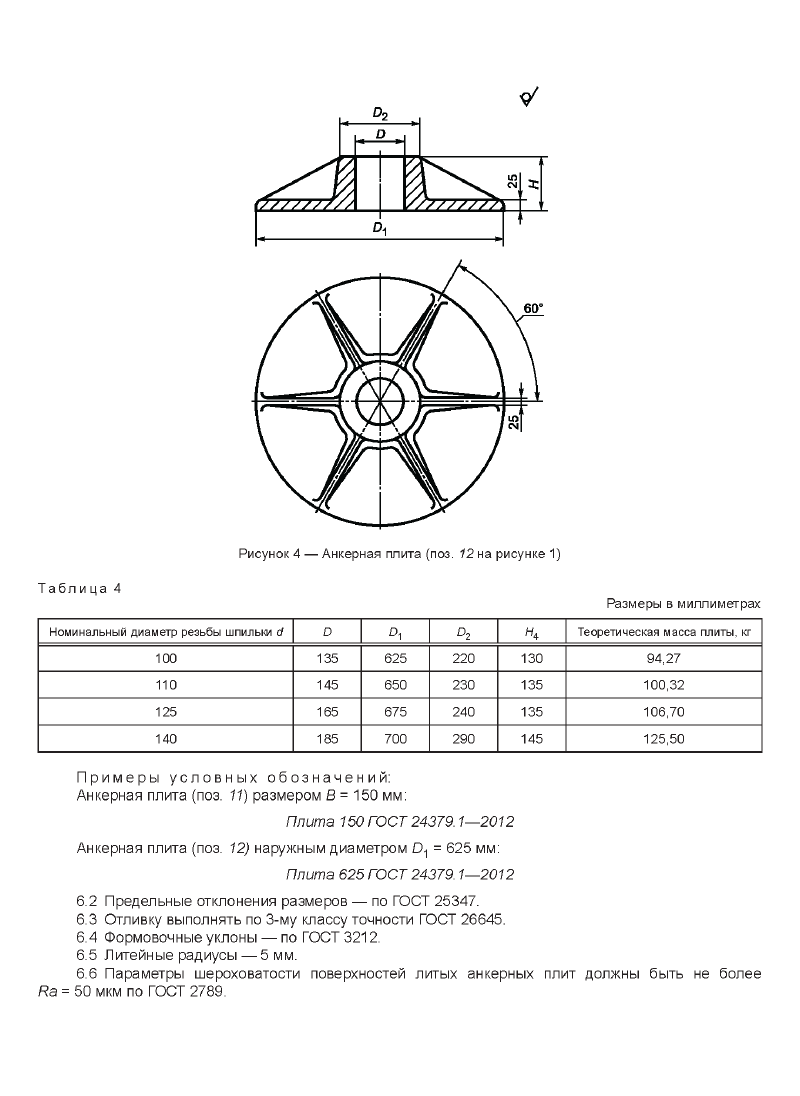 D2
D
25
H
D1
60°
25
Рисунок 4 — Анкерная плита (поз. 12 на рисунке 1)
Таблица 4
Размеры в миллиметрах
Номинальный диаметр резьбы шпильки d D D1 D2 H4 Теоретическая масса плиты, кг
100 135 625 220 130 94,27
110 145 650 230 135 100,32
125 165 675 240 135 106,70
140 185 700 290 145 125,50
Примеры условных обозначений:
Анкерная плита (поз. 11) размером B = 150 мм:
Плита 150 ГОСТ 24379.1—2012
Анкерная плита (поз. 12) наружным диаметром D1 = 625 мм:
Плита 625 ГОСТ 24379.1—2012
6.2 Предельные отклонения размеров — по ГОСТ 25347.
6.3 Отливку выполнять по 3-му классу точности ГОСТ 26645.
6.4 Формовочные уклоны — по ГОСТ 3212.
6.5 Литейные радиусы — 5 мм.
6.6 Параметры шероховатости поверхностей литых анкерных плит должны быть не более
Ra = 50 мкм по ГОСТ 2789.